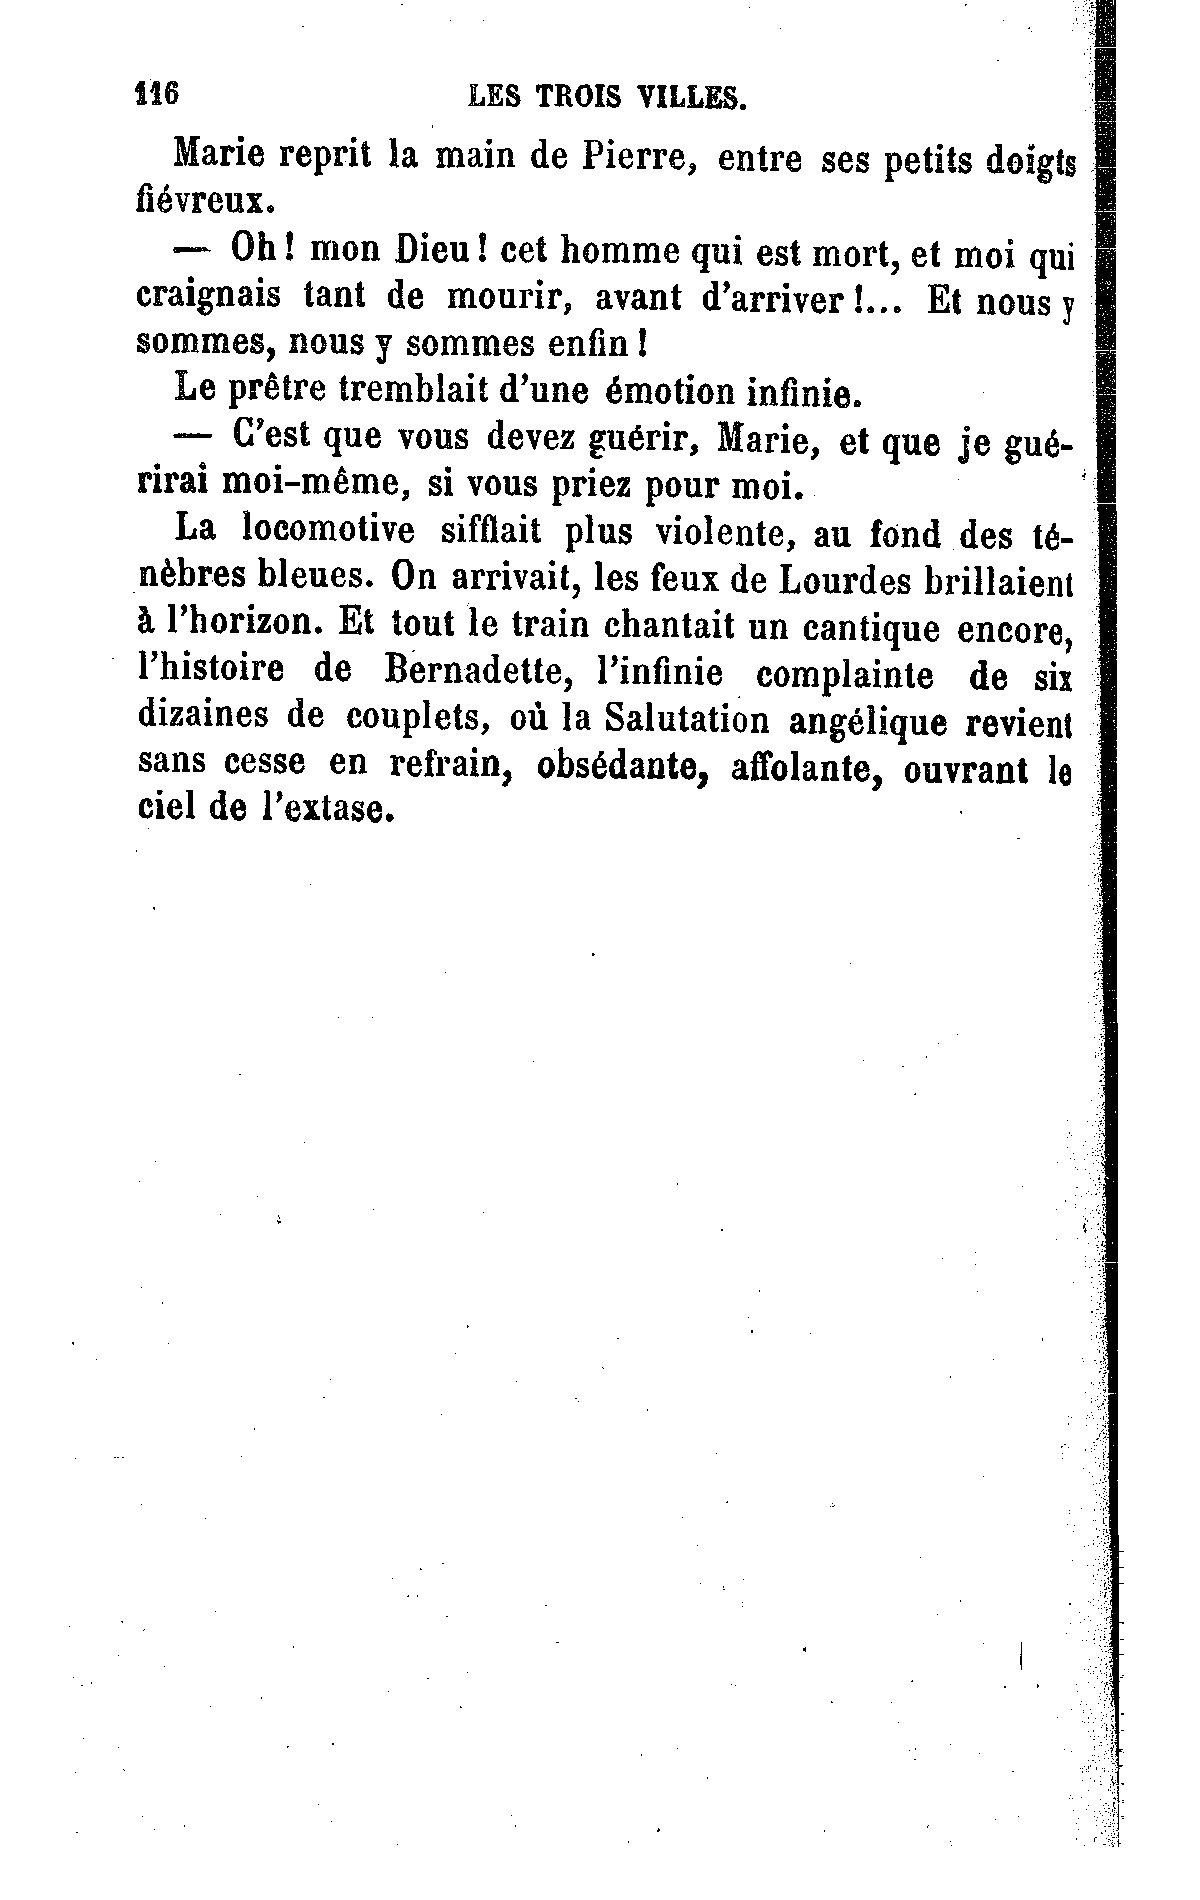 116 LES TROIS VILLES.
Marie reprit la main de Pierre, entre ses petits doigts
fiévreux.
— Oh ! mon Dieu ! cet homme qui est mort, et moi qui
craignais tant de mourir, avant d'arriver !... Et nous y
sommes, nous y sommes enfin !
Le prêtre tremblait d'une émotion infinie.
— C'est que vous devez guérir, Marie, et que je gué-
rirai moi-même, si vous priez pour moi.
La locomotive sifflait plus violente, au fond des té-
nèbres bleues. On arrivait, les feux de Lourdes brillaient
à l'horizon. Et tout le train chantait un cantique encore,
l'histoire de Bernadette, l'infinie complainte de six
dizaines de couplets, où la Salutation angélique revient
sans cesse en refrain, obsédante, affolante, ouvrant le
ciel de l'extase.